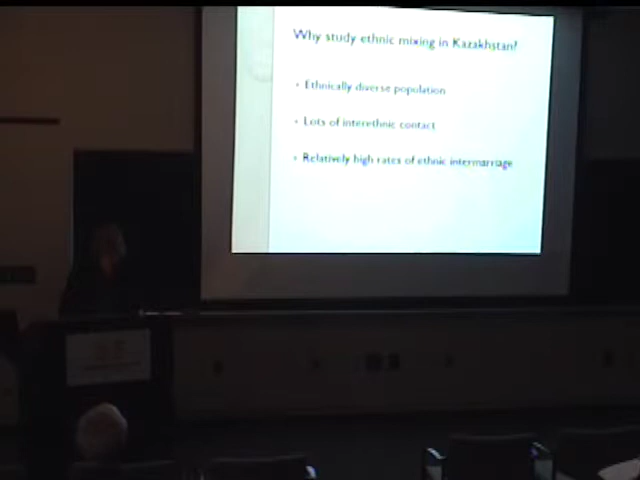 Why study ethnic mixing in Kazakhstan?
• Ethnically diverse population
• Lots of interethnic contact
• Relatively high rates of ethnic intermarriage